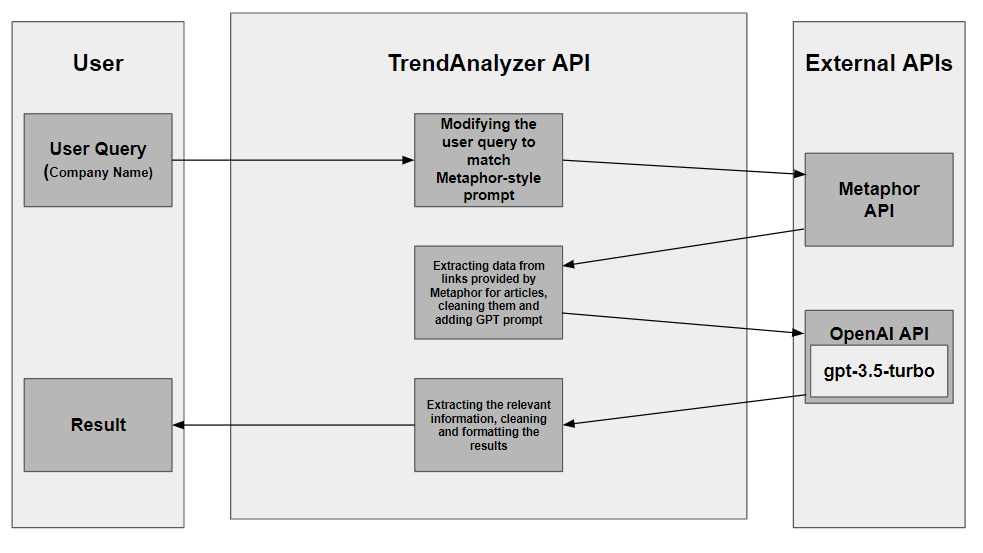 User
TrendAnalyzer API
External APIs
User Query
(Company Name)
Modifying the
user query to
match
Metaphor-style
prompt
Metaphor
API
Extracting data from
links provided by
Metaphor for articles,
cleaning them and
adding GPT prompt
OpenAI API
gpt-3.5-turbo
Result
Extracting the relevant
information, cleaning
and formatting the
results